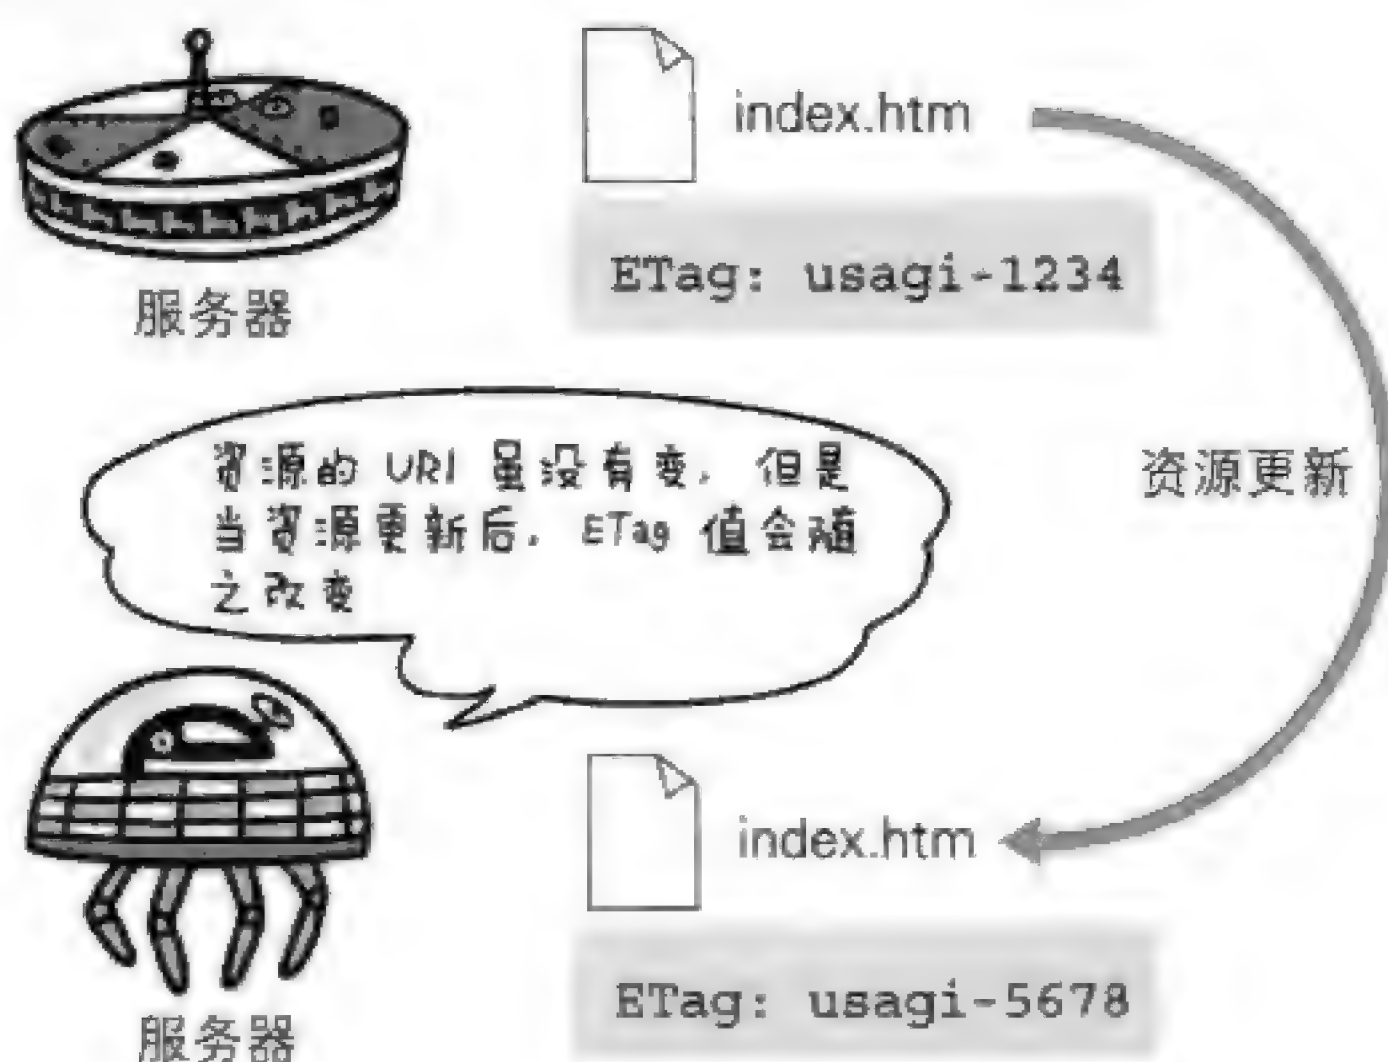 index.htm
ETag: usagi-1234
服务器
资源的 URI 虽没有变，但是
当资源更新后，ETag 值会随
之改变
资源更新
index.htm
ETag: usagi-5678
服务器